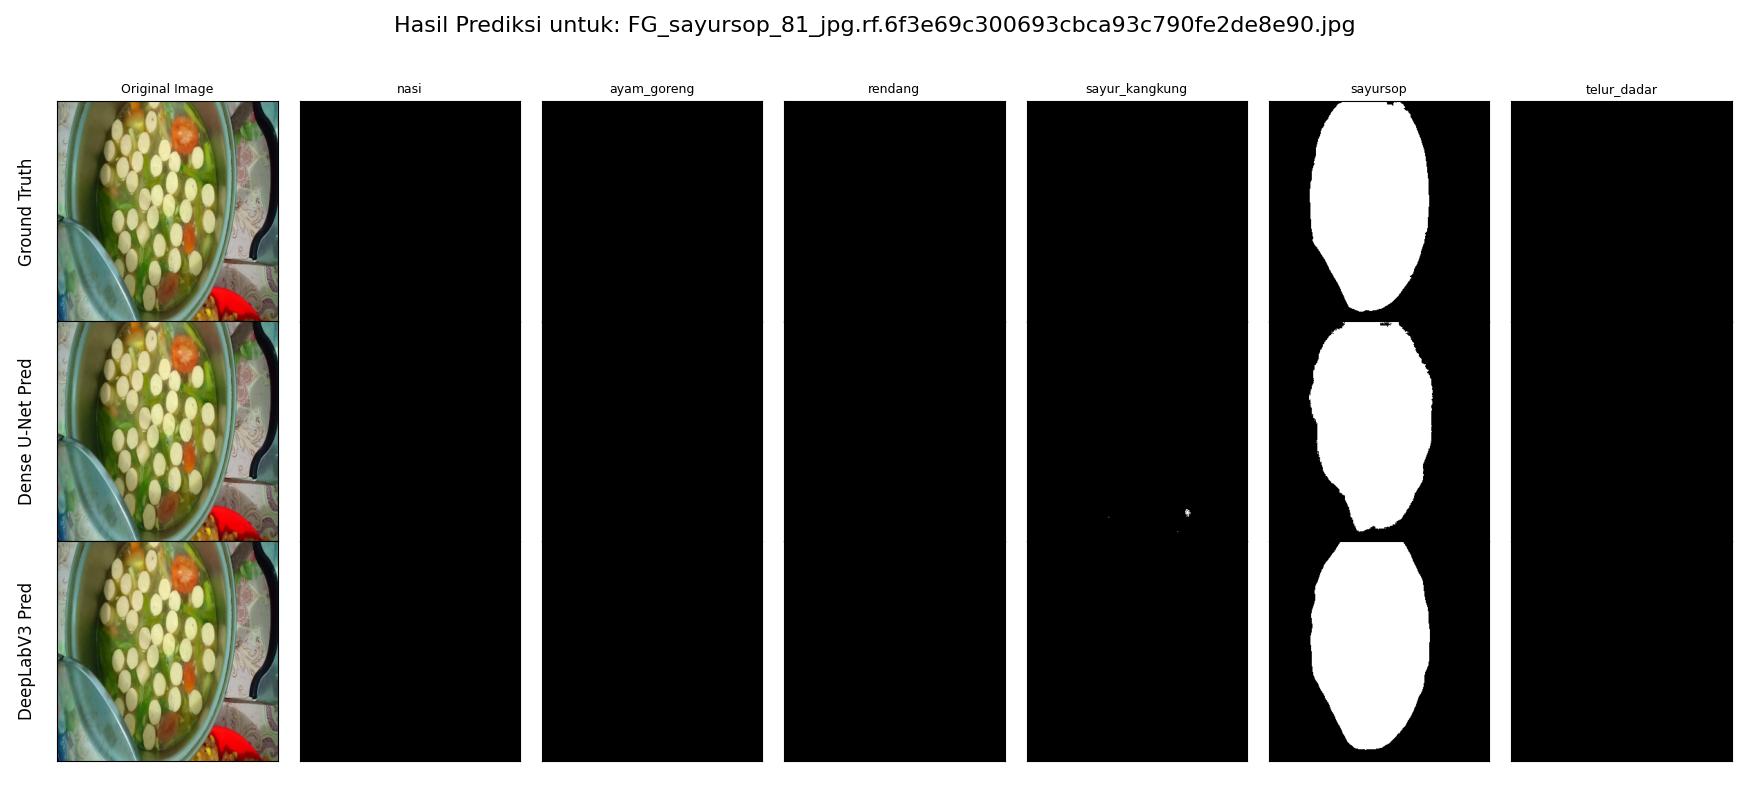 Hasil Prediksi untuk: FG_sayursop_81_jpg.rf.6f3e69c300693cbca93c790fe2de8e90.jpg
Original Image
nasi
ayam_goreng
rendang
sayur_kangkung
sayursop
telur_dadar
Ground Truth
Dense U-Net Pred
DeepLabV3 Pred